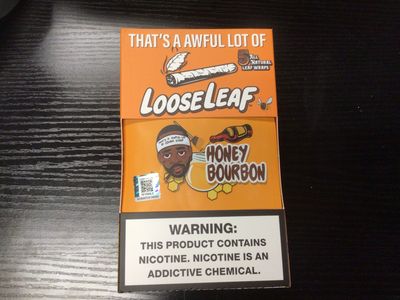 THAT'S A AWFUL LOT OF
5 ALL
NATURAL
LEAF WRAPS
LOOSELEAF
HONEY
BOURBON
WARNING:
THIS PRODUCT CONTAINS
NICOTINE. NICOTINE IS AN
ADDICTIVE CHEMICAL.